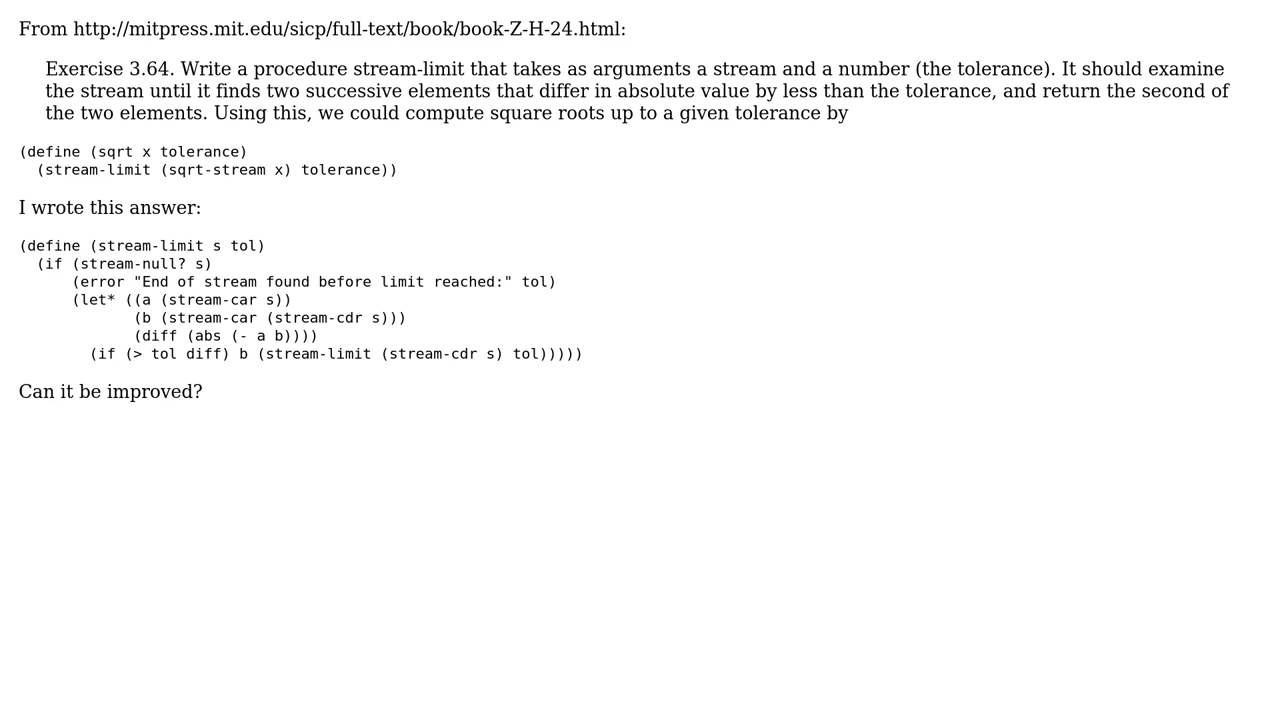 From http://mitpress.mit.edu/sicp/full-text/book/book-Z-H-24.html:
Exercise 3.64. Write a procedure stream-limit that takes as arguments a stream and a number (the tolerance). It should examine
the stream until it finds two successive elements that differ in absolute value by less than the tolerance, and return the second of
the two elements. Using this, we could compute square roots up to a given tolerance by
(define (sqrt x tolerance)
  (stream-limit (sqrt-stream x) tolerance))
I wrote this answer:
(define (stream-limit s tol)
  (if (stream-null? s)
      (error "End of stream found before limit reached:" tol)
      (let* ((a (stream-car s))
             (b (stream-car (stream-cdr s)))
             (diff (abs (- a b))))
        (if (> tol diff) b (stream-limit (stream-cdr s) tol)))))
Can it be improved?